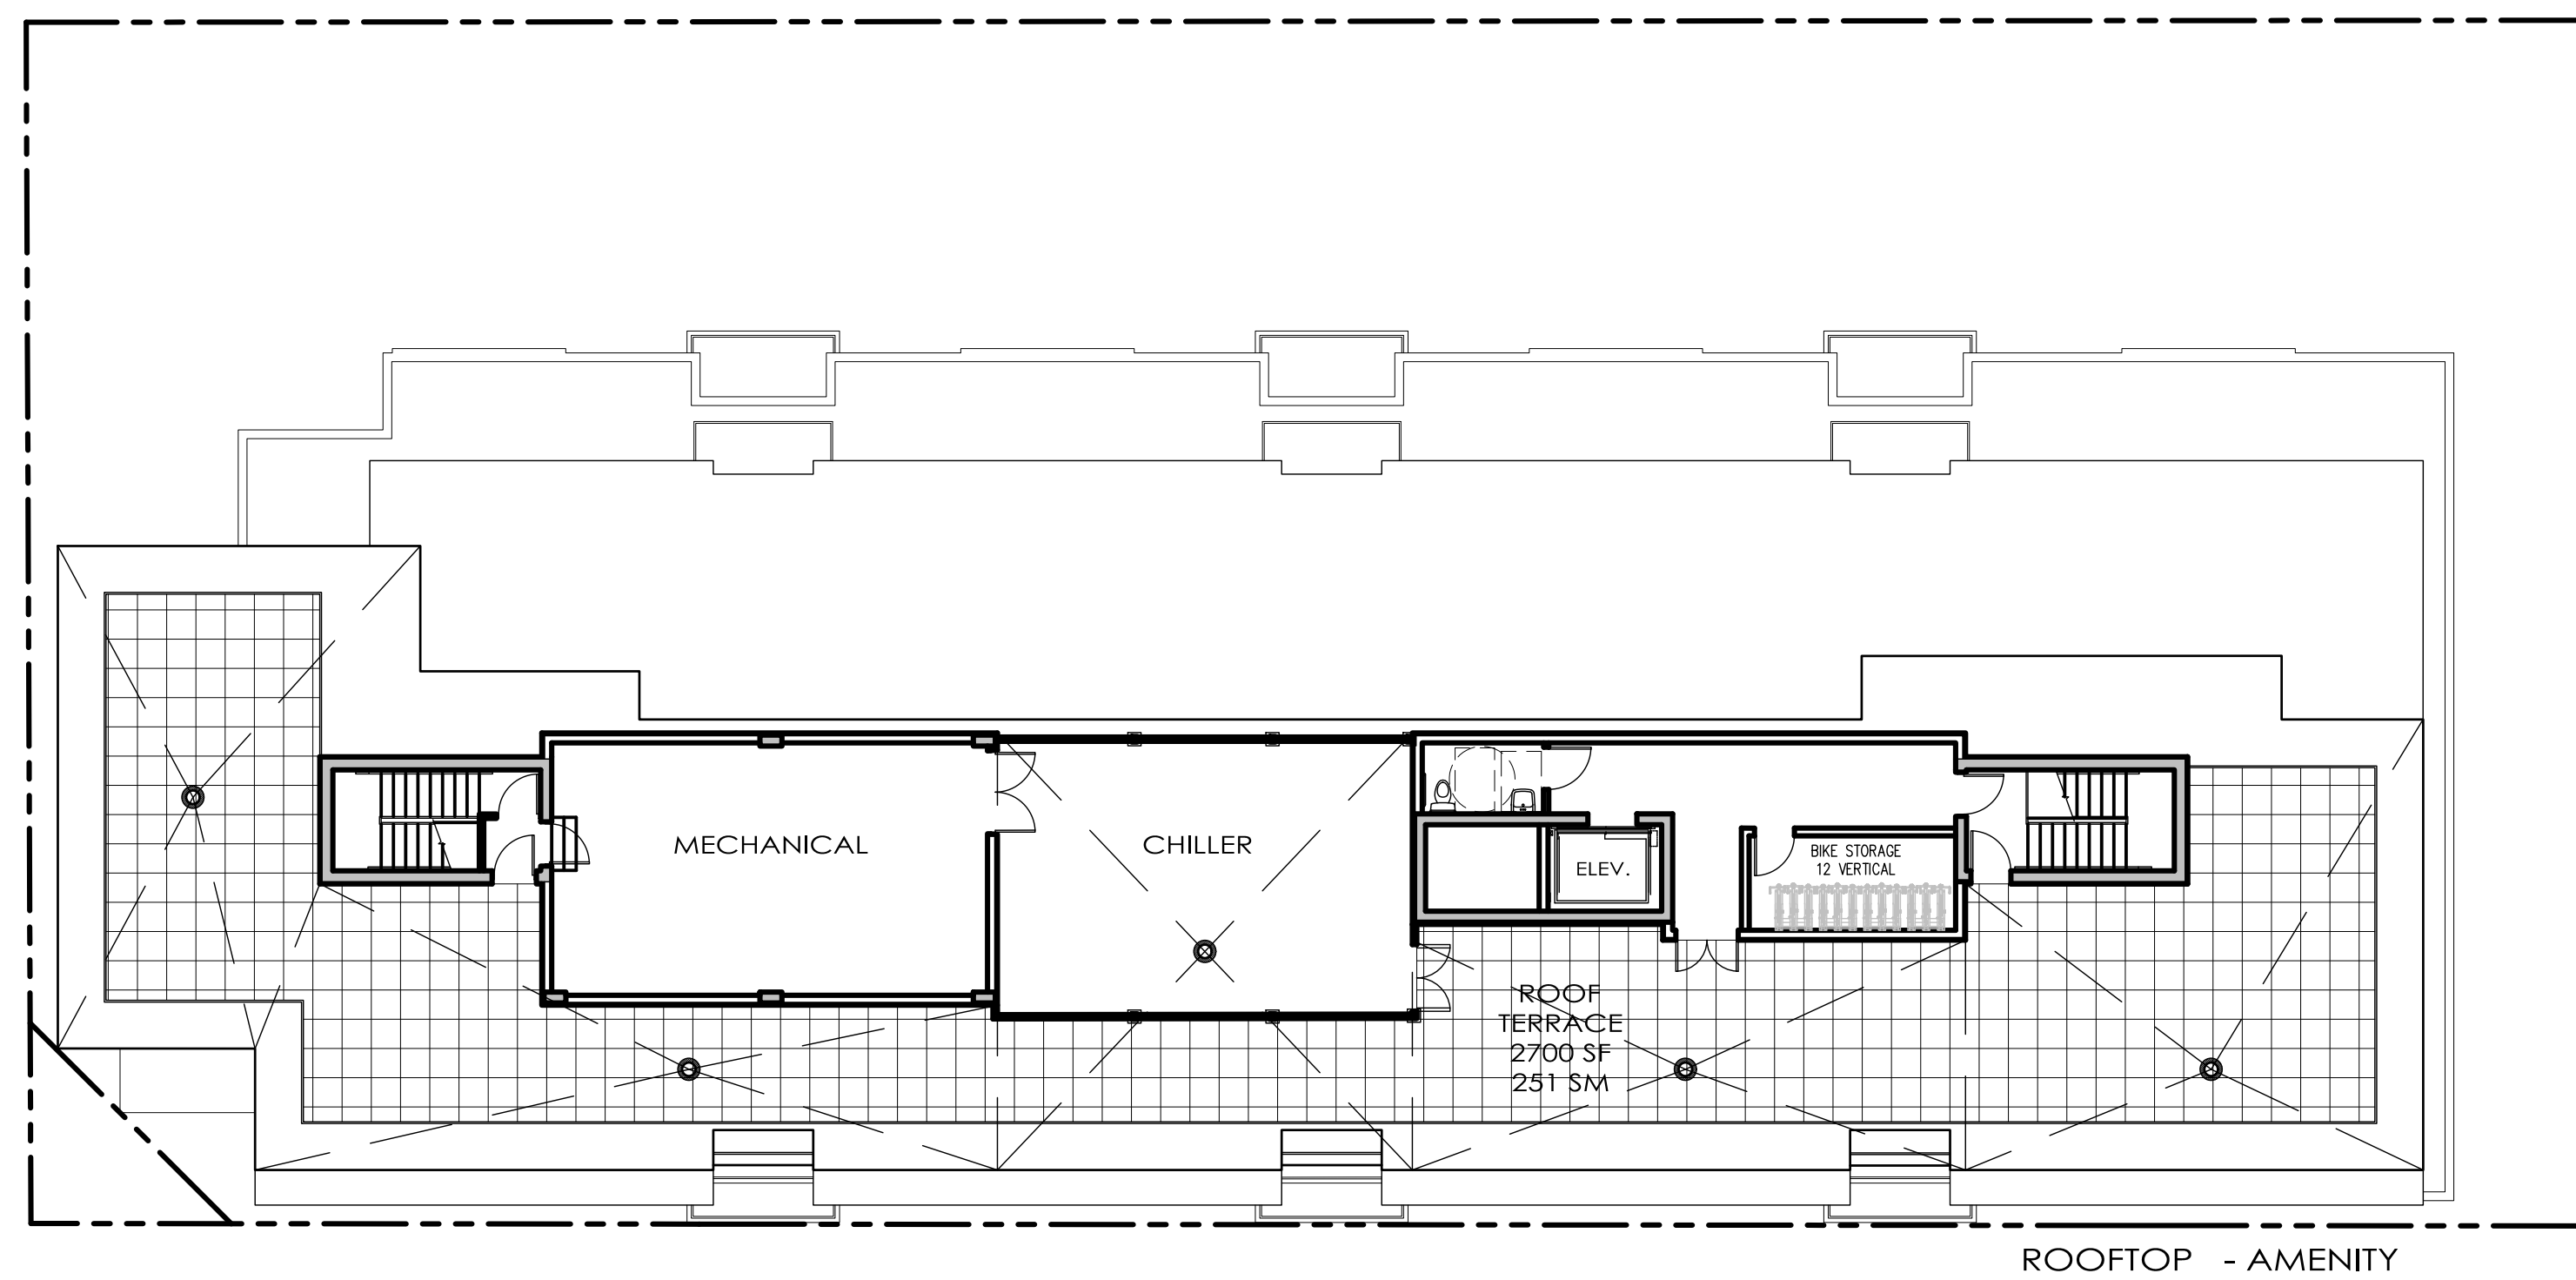 MECHANICAL
CHILLER
ELEV.
BIKE STORAGE
12 VERTICAL
ROOF
TERRACE
2700 SF
251 SM
ROOFTOP - AMENITY